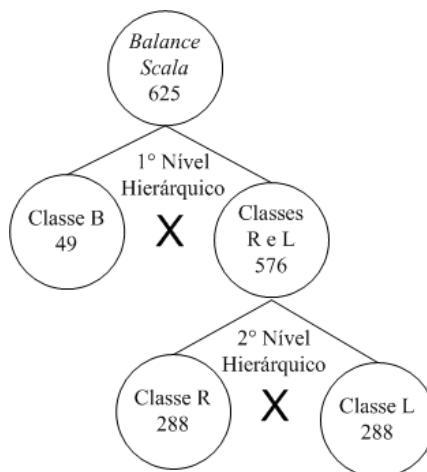 Balance
Scala
625
1° Nível
Hierárquico
Classe B
49
X
Classes
R e L
576
2° Nível
Hierárquico
Classe R
288
X
Classe L
288